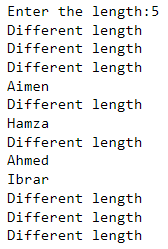 Enter the length:5
Different length
Different length
Different length
Aimen
Different length
Hamza
Different length
Ahmed
Ibrar
Different length
Different length
Different length